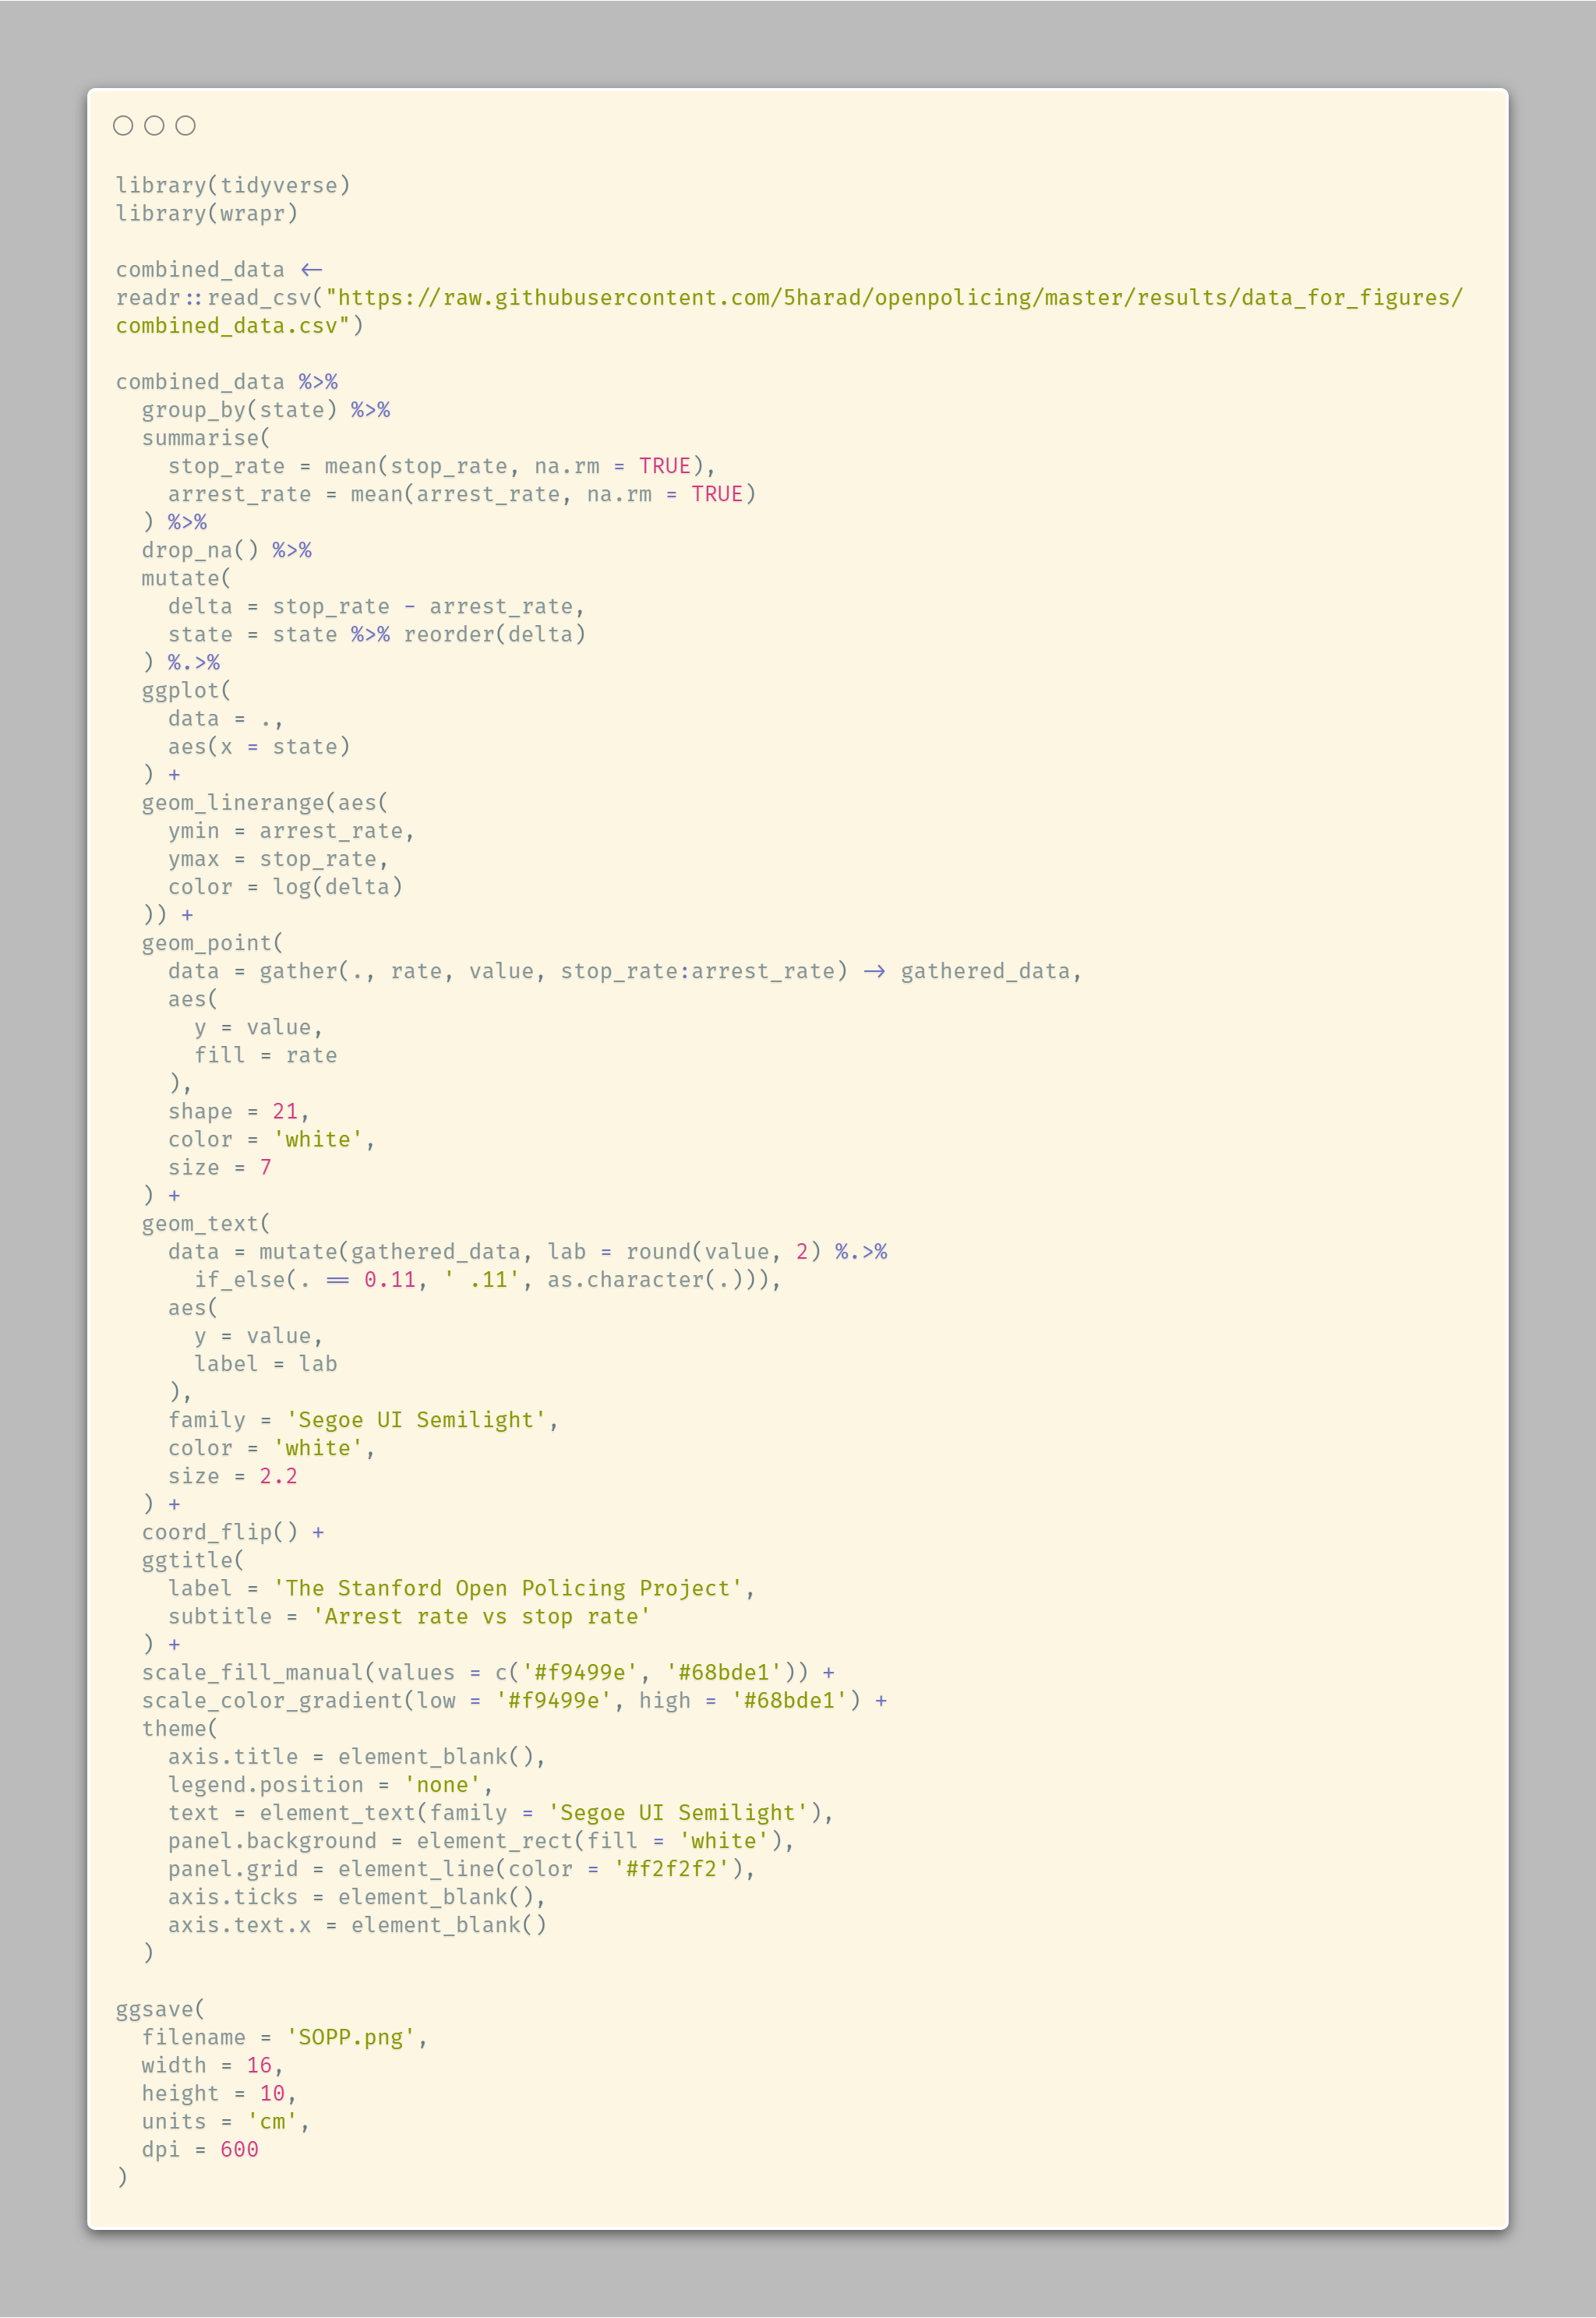 library(tidyverse)
library(wrapr)

combined_data <-
readr::read_csv("https://raw.githubusercontent.com/5harad/openpolicing/master/results/data_for_figures/
combined_data.csv")

combined_data %>%
  group_by(state) %>%
  summarise(
    stop_rate = mean(stop_rate, na.rm = TRUE),
    arrest_rate = mean(arrest_rate, na.rm = TRUE)
  ) %>%
  drop_na() %>%
  mutate(
    delta = stop_rate - arrest_rate,
    state = state %>% reorder(delta)
  ) %.>%
  ggplot(
    data = .,
    aes(x = state)
  ) +
  geom_linerange(aes(
    ymin = arrest_rate,
    ymax = stop_rate,
    color = log(delta)
  )) +
  geom_point(
    data = gather(., rate, value, stop_rate:arrest_rate) -> gathered_data,
    aes(
      y = value,
      fill = rate
    ),
    shape = 21,
    color = 'white',
    size = 7
  ) +
  geom_text(
    data = mutate(gathered_data, lab = round(value, 2) %.>%
      if_else(. == 0.11, ' .11', as.character(.))),
    aes(
      y = value,
      label = lab
    ),
    family = 'Segoe UI Semilight',
    color = 'white',
    size = 2.2
  ) +
  coord_flip() +
  ggtitle(
    label = 'The Stanford Open Policing Project',
    subtitle = 'Arrest rate vs stop rate'
  ) +
  scale_fill_manual(values = c('#f9499e', '#68bde1')) +
  scale_color_gradient(low = '#f9499e', high = '#68bde1') +
  theme(
    axis.title = element_blank(),
    legend.position = 'none',
    text = element_text(family = 'Segoe UI Semilight'),
    panel.background = element_rect(fill = 'white'),
    panel.grid = element_line(color = '#f2f2f2'),
    axis.ticks = element_blank(),
    axis.text.x = element_blank()
  )

ggsave(
  filename = 'SOPP.png',
  width = 16,
  height = 10,
  units = 'cm',
  dpi = 600
)